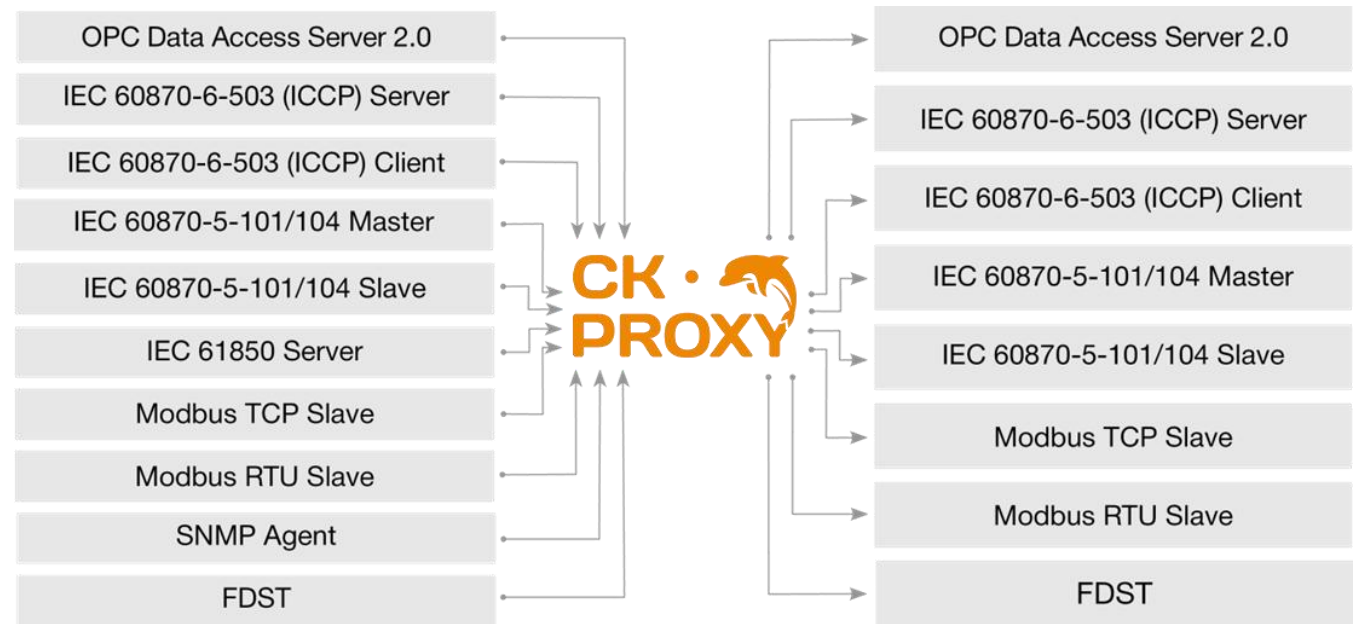 OPC Data Access Server 2.0
IEC 60870-6-503 (ICCP) Server
IEC 60870-6-503 (ICCP) Client
IEC 60870-5-101/104 Master
IEC 60870-5-101/104 Slave
IEC 61850 Server
Modbus TCP Slave
Modbus RTU Slave
SNMP Agent
FDST
CK ·
PROXY
OPC Data Access Server 2.0
IEC 60870-6-503 (ICCP) Server
IEC 60870-6-503 (ICCP) Client
IEC 60870-5-101/104 Master
IEC 60870-5-101/104 Slave
Modbus TCP Slave
Modbus RTU Slave
FDST